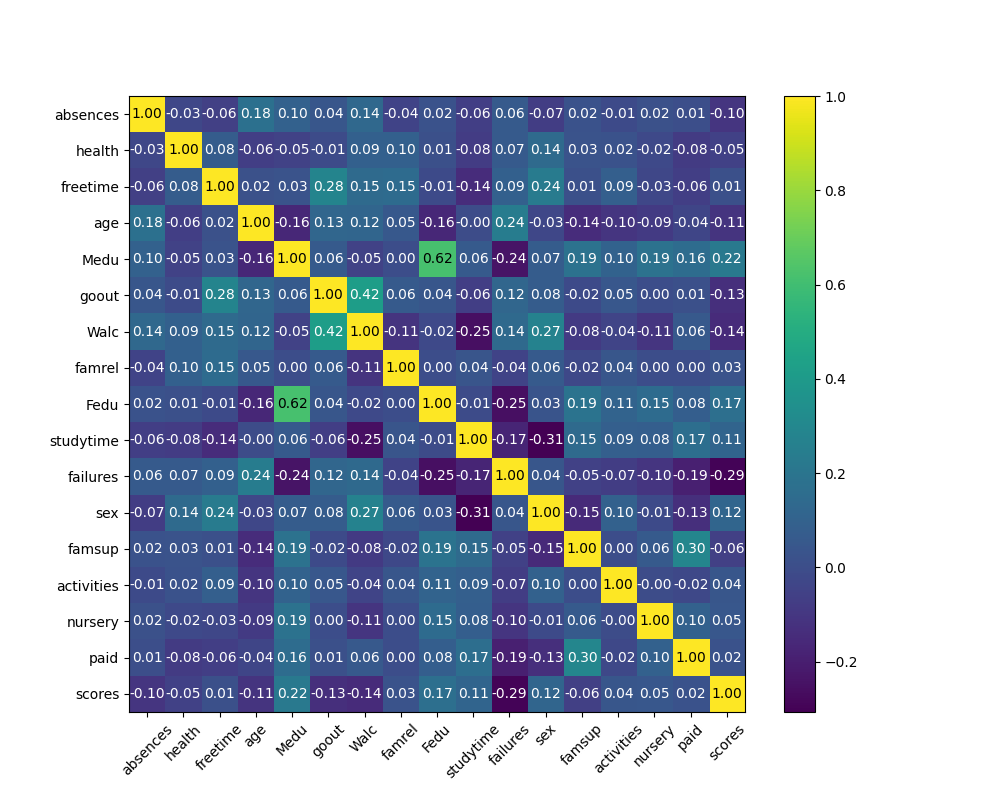 absences 1.00 -0.03 -0.06 0.18 0.10 0.04 0.14 -0.04 0.02 -0.06 0.06 -0.07 0.02 -0.01 0.02 0.01 -0.10
health -0.03 1.00 0.08 -0.06 -0.05 -0.01 0.09 0.10 0.01 -0.08 0.07 0.14 0.03 0.02 -0.02 -0.08 -0.05
freetime -0.06 0.08 1.00 0.02 0.03 0.28 0.15 0.15 -0.01 -0.14 0.09 0.24 0.01 0.09 -0.03 -0.06 0.01
age 0.18 -0.06 0.02 1.00 -0.16 0.13 0.12 0.05 -0.16 -0.00 0.24 -0.03 -0.14 -0.10 -0.09 -0.04 -0.11
Medu 0.10 -0.05 0.03 -0.16 1.00 0.06 -0.05 0.00 0.62 0.06 -0.24 0.07 0.19 0.10 0.19 0.16 0.22
goout 0.04 -0.01 0.28 0.13 0.06 1.00 0.42 0.06 0.04 -0.06 0.12 0.08 -0.02 0.05 0.00 0.01 -0.13
Walc 0.14 0.09 0.15 0.12 -0.05 0.42 1.00 -0.11 -0.02 -0.25 0.14 0.27 -0.08 -0.04 -0.11 0.06 -0.14
famrel -0.04 0.10 0.15 0.05 0.00 0.06 -0.11 1.00 0.00 0.04 -0.04 0.06 -0.02 0.04 0.00 0.00 0.03
Fedu 0.02 0.01 -0.01 -0.16 0.62 0.04 -0.02 0.00 1.00 -0.01 -0.25 0.03 0.19 0.11 0.15 0.08 0.17
studytime -0.06 -0.08 -0.14 -0.00 0.06 -0.06 -0.25 0.04 -0.01 1.00 -0.17 -0.31 0.15 0.09 0.08 0.17 0.11
failures 0.06 0.07 0.09 0.24 -0.24 0.12 0.14 -0.04 -0.25 -0.17 1.00 0.04 -0.05 -0.07 -0.10 -0.19 -0.29
sex -0.07 0.14 0.24 -0.03 0.07 0.08 0.27 0.06 0.03 -0.31 0.04 1.00 -0.15 0.10 -0.01 -0.13 0.12
famsup 0.02 0.03 0.01 -0.14 0.19 -0.02 -0.08 -0.02 0.19 0.15 -0.05 -0.15 1.00 0.00 0.06 0.30 -0.06
activities -0.01 0.02 0.09 -0.10 0.10 0.05 -0.04 0.04 0.11 0.09 -0.07 0.10 0.00 1.00 -0.00 -0.02 0.04
nursery 0.02 -0.02 -0.03 -0.09 0.19 0.00 -0.11 0.00 0.15 0.08 -0.10 -0.01 0.06 -0.00 1.00 0.10 0.05
paid 0.01 -0.08 -0.06 -0.04 0.16 0.01 0.06 0.00 0.08 0.17 -0.19 -0.13 0.30 -0.02 0.10 1.00 0.02
scores -0.10 -0.05 0.01 -0.11 0.22 -0.13 -0.14 0.03 0.17 0.11 -0.29 0.12 -0.06 0.04 0.05 0.02 1.00
absences health freetime age Medu goout Walc famrel Fedu studytime failures sex famsup activities nursery paid scores
1.0
0.8
0.6
0.4
0.2
0.0
−0.2